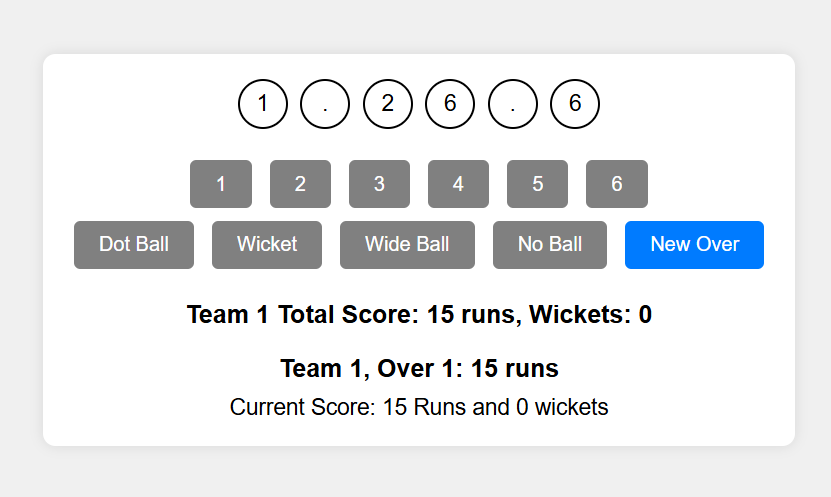 1 . 2 6 . 6
1 2 3 4 5 6
Dot Ball Wicket Wide Ball No Ball New Over
Team 1 Total Score: 15 runs, Wickets: 0
Team 1, Over 1: 15 runs
Current Score: 15 Runs and 0 wickets